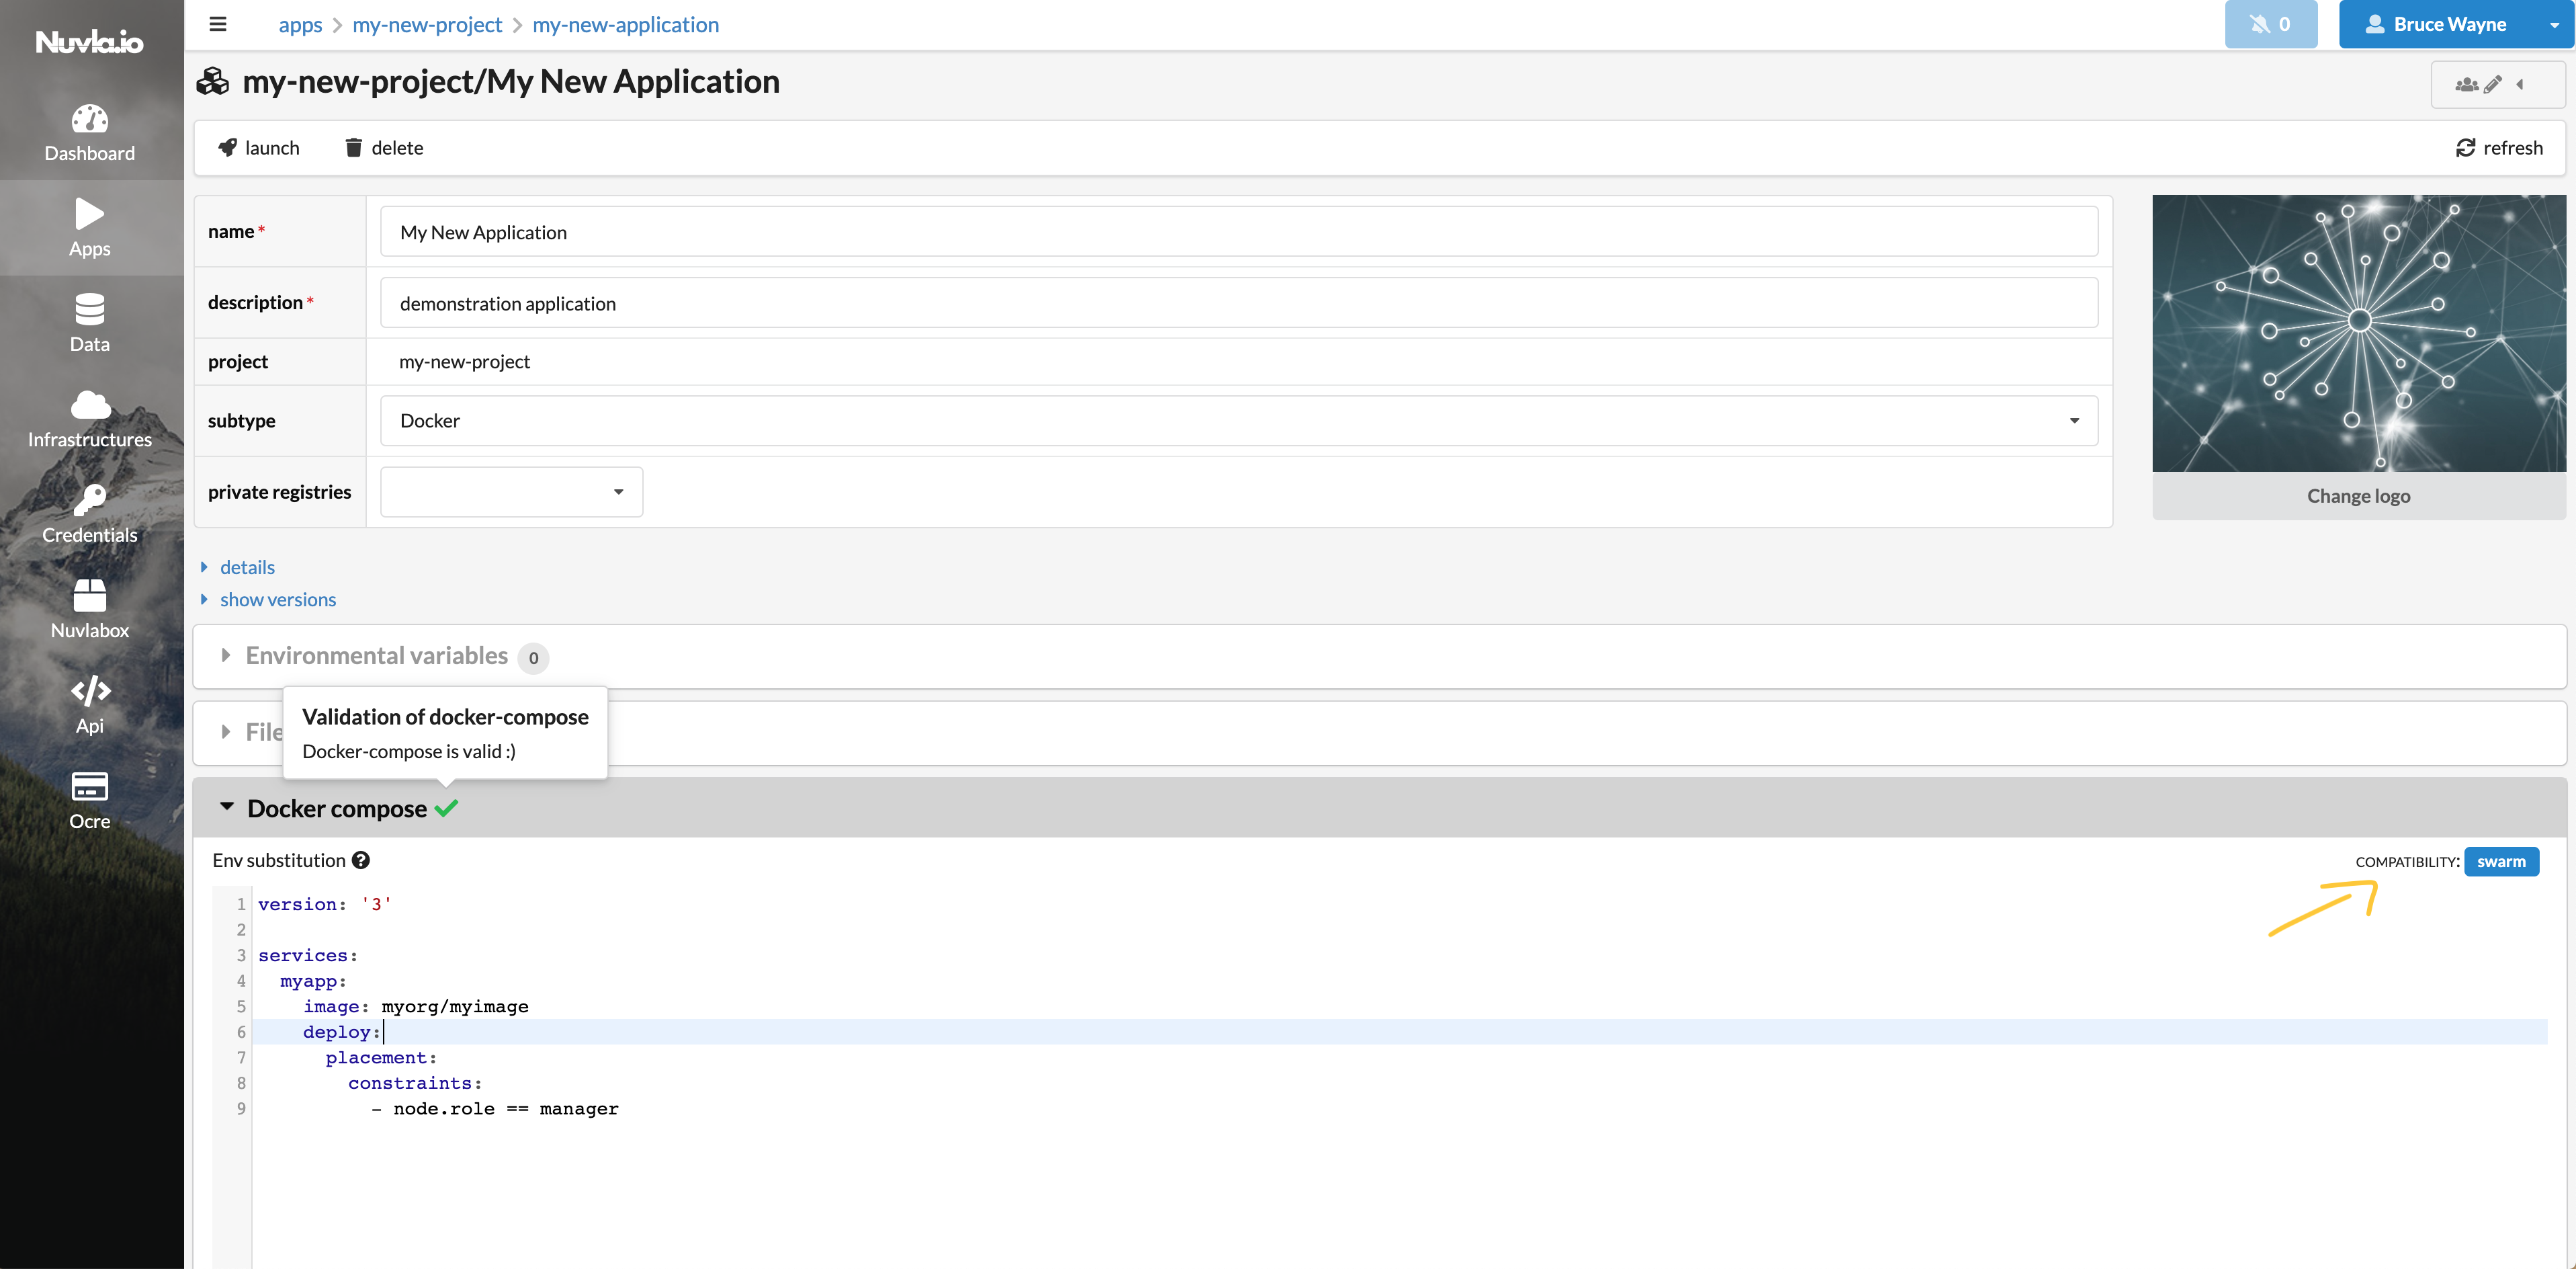 Nuvla.io
apps > my-new-project > my-new-application
0
Bruce Wayne
my-new-project/My New Application
launch
delete
refresh
Dashboard
Apps
Data
Infrastructures
Credentials
Nuvlabox
Api
Ocre
name *
My New Application
description *
demonstration application
project
my-new-project
subtype
Docker
private registries
Change logo
details
show versions
Environmental variables 0
File
Validation of docker-compose
Docker-compose is valid :)
Docker compose
Env substitution ?
COMPATIBILITY: swarm
1 version: '3'
2
3 services:
4 myapp:
5 image: myorg/myimage
6 deploy:
7 placement:
8 constraints:
9 - node.role == manager